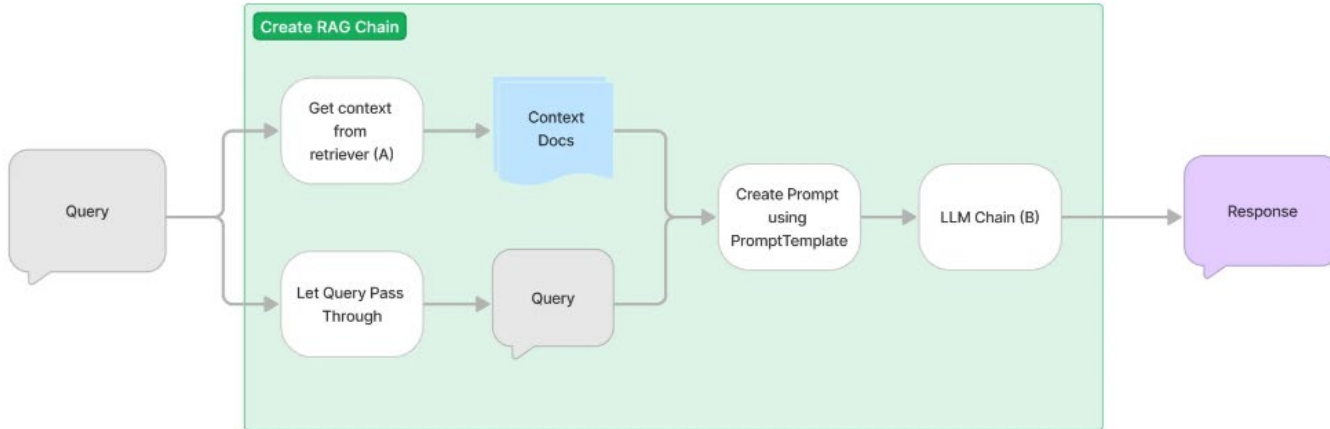 Create RAG Chain
Get context
from
retriever (A)
Context
Docs
Query
Create Prompt
using
PromptTemplate
LLM Chain (B)
Response
Let Query Pass
Through
Query